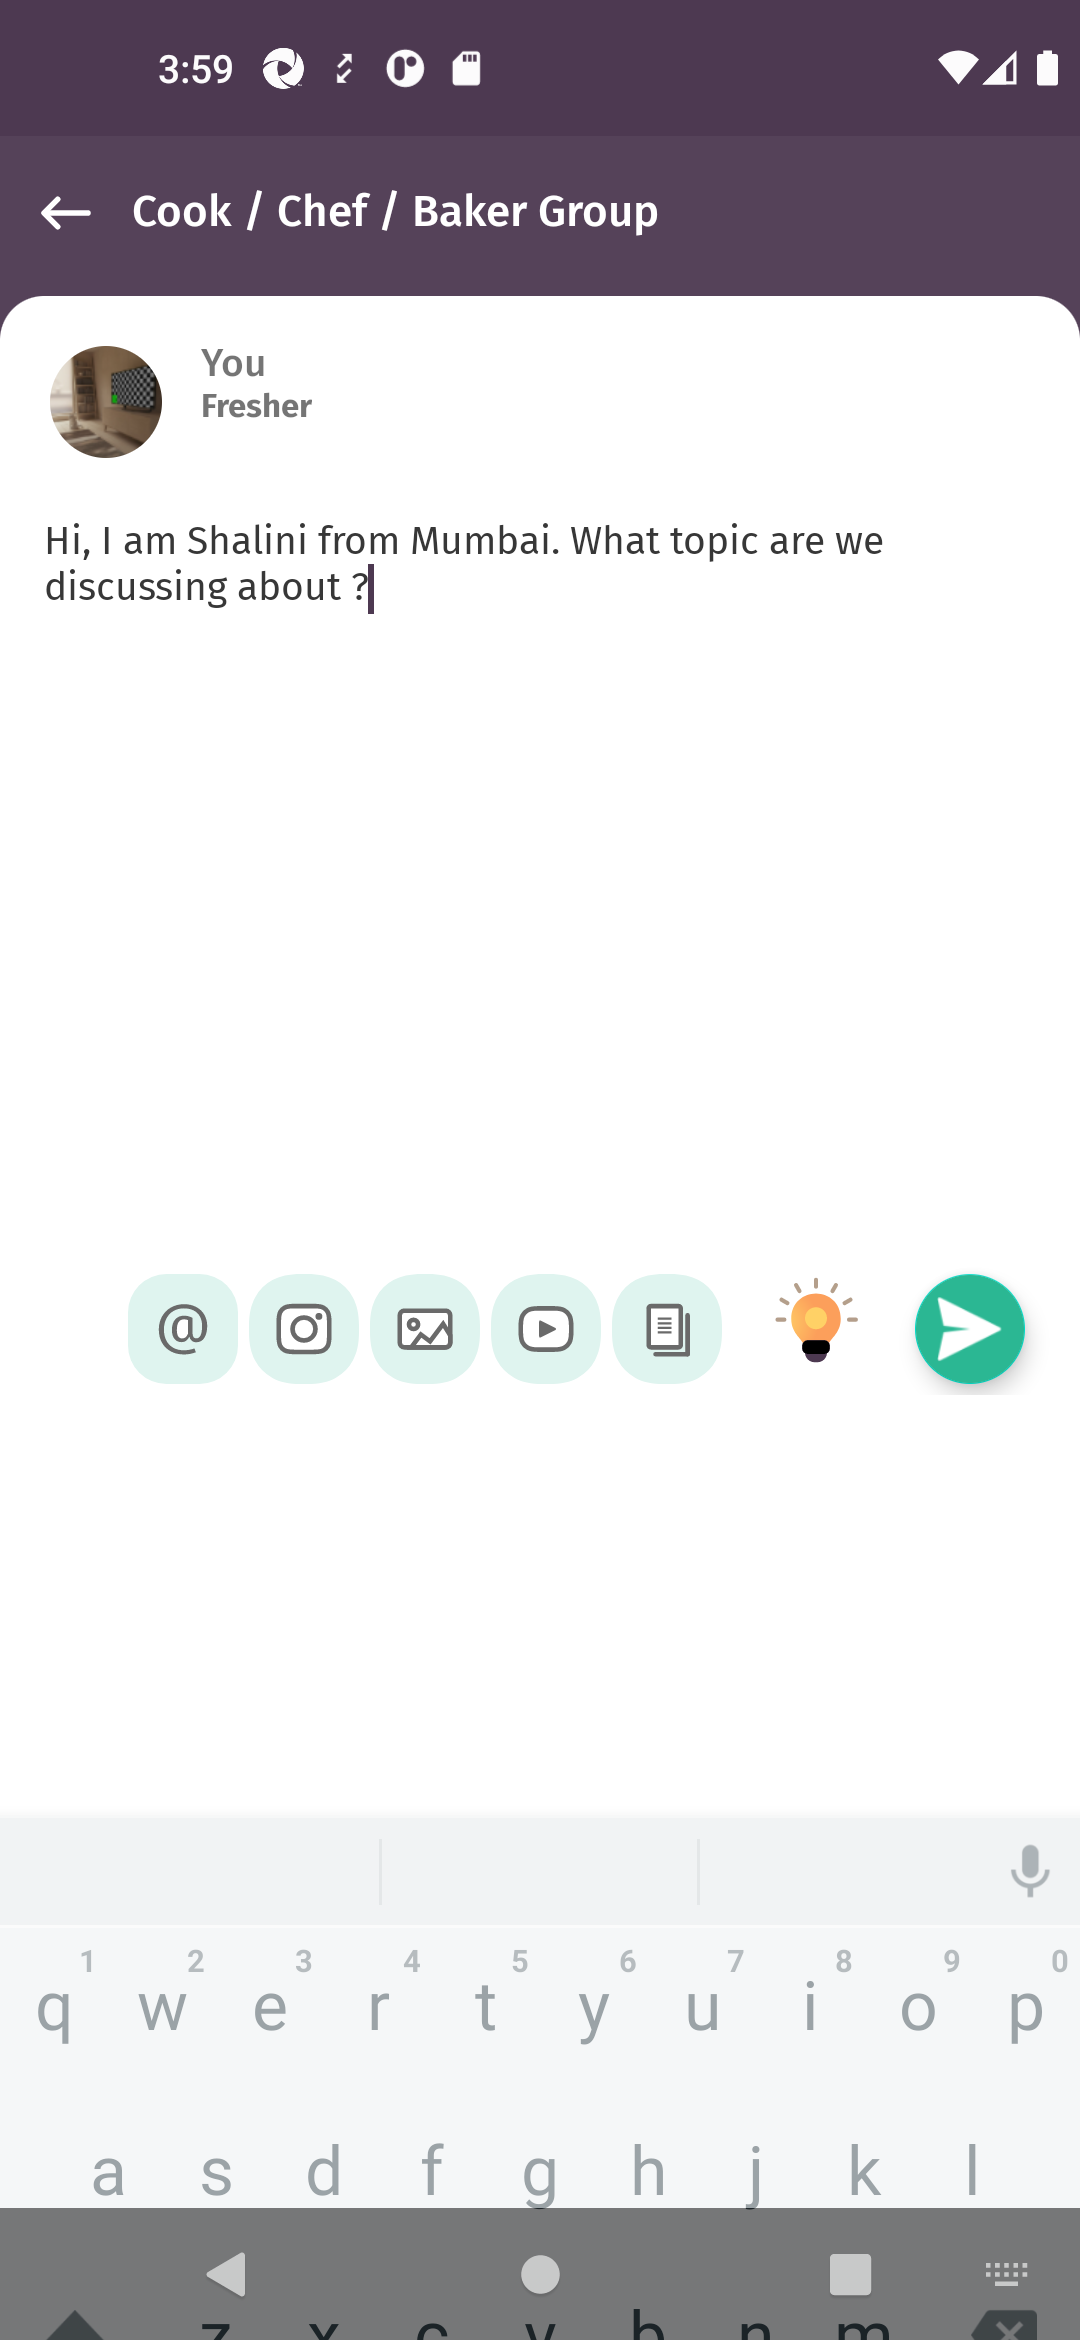 3:59
Cook / Chef / Baker Group
You
Fresher
Hi, I am Shalini from Mumbai. What topic are we
discussing about ?
@
1 2 3 4 5 6 7 8 9 0
q w e r t y u i o p
a s d f g h j k l
z x c v b n m